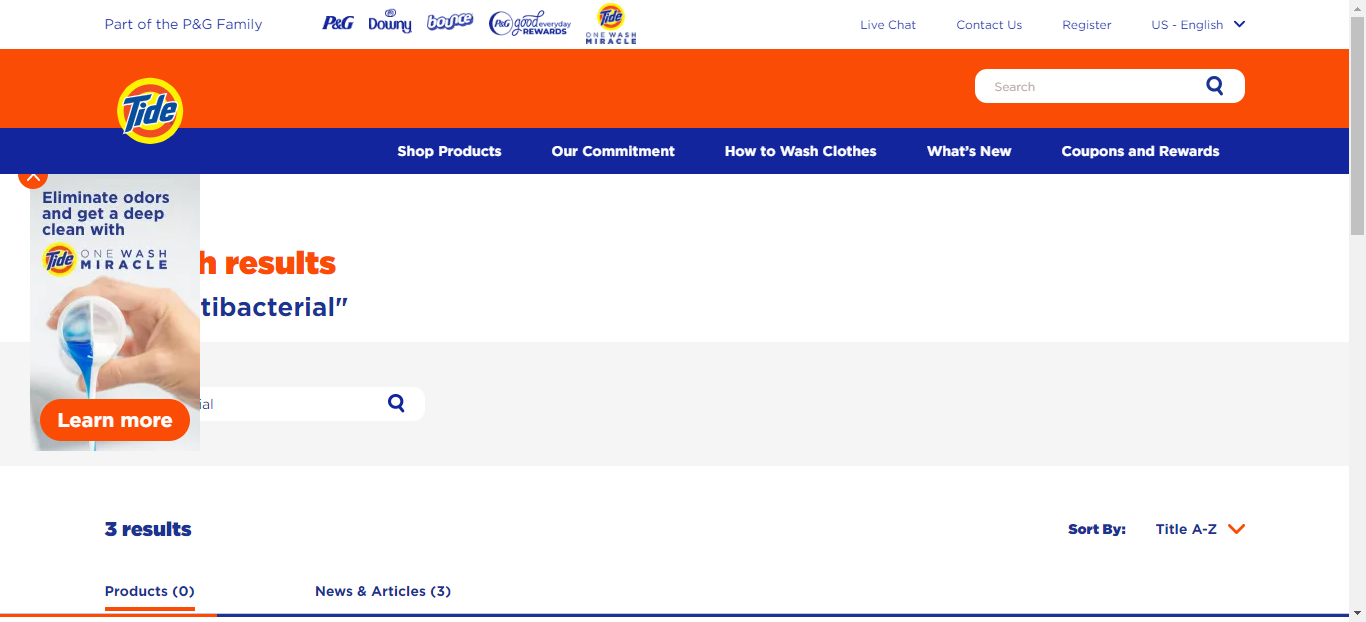 Part of the P&G Family
P&G
Downy
bounce
P&G good everyday
REWARDS
Tide
ONE WASH
MIRACLE
Live Chat
Contact Us
Register
US - English
Search
Tide
Shop Products
Our Commitment
How to Wash Clothes
What's New
Coupons and Rewards
Eliminate odors
and get a deep
clean with
Tide
ONE WASH
MIRACLE
h results
tibacterial"
ial
Learn more
3 results
Sort By:
Title A-Z
Products (0)
News & Articles (3)